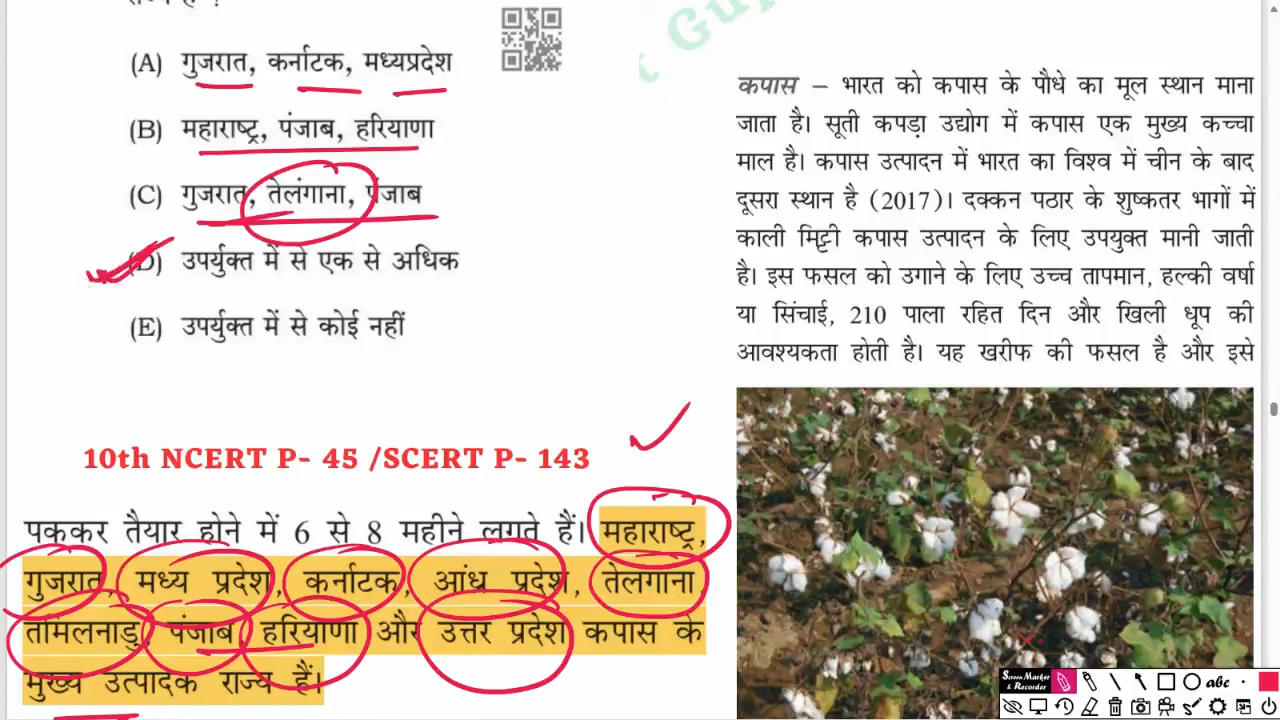 (A) गुजरात, कर्नाटक, मध्यप्रदेश
(B) महाराष्ट्र, पंजाब, हरियाणा
(C) गुजरात, तेलंगाना, पंजाब
(D) उपर्युक्त में से एक से अधिक
(E) उपर्युक्त में से कोई नहीं
10th NCERT P- 45 /SCERT P- 143
पककर तैयार होने में 6 से 8 महीने लगते हैं। महाराष्ट्र,
गुजरात, मध्य प्रदेश, कर्नाटक, आंध्र प्रदेश, तेलगाना,
तमिलनाडु, पंजाब, हरियाणा और उत्तर प्रदेश कपास के
मुख्य उत्पादक राज्य हैं।
कपास – भारत को कपास के पौधे का मूल स्थान माना
जाता है। सूती कपड़ा उद्योग में कपास एक मुख्य कच्चा
माल है। कपास उत्पादन में भारत का विश्व में चीन के बाद
दूसरा स्थान है (2017)। दक्कन पठार के शुष्कतर भागों में
काली मिट्टी कपास उत्पादन के लिए उपयुक्त मानी जाती
है। इस फसल को उगाने के लिए उच्च तापमान, हल्की वर्षा
या सिंचाई, 210 पाला रहित दिन और खिली धूप की
आवश्यकता होती है। यह खरीफ की फसल है और इसे
Screen Marker
& Recorder
abc